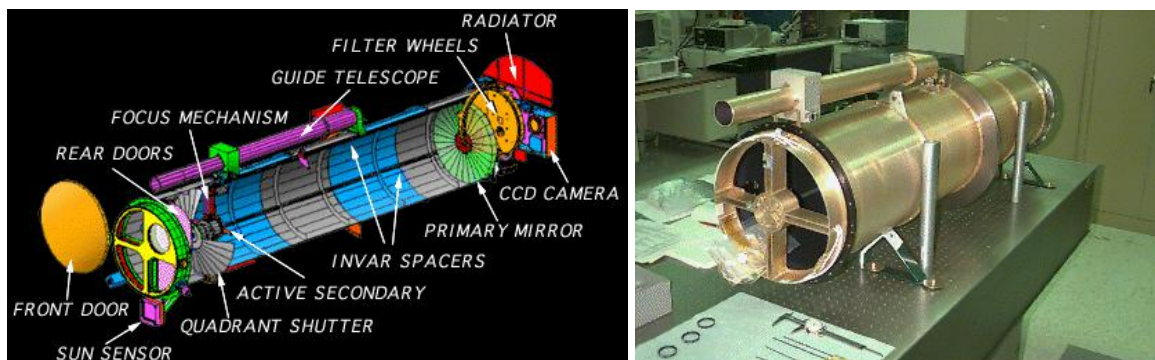 RADIATOR
FILTER WHEELS
GUIDE TELESCOPE
FOCUS MECHANISM
REAR DOORS
CCD CAMERA
PRIMARY MIRROR
INVAR SPACERS
ACTIVE SECONDARY
FRONT DOOR
QUADRANT SHUTTER
SUN SENSOR